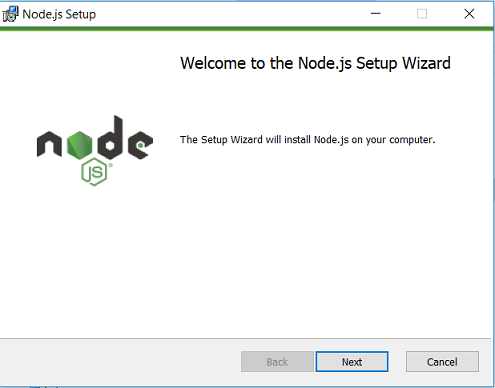 Node.js Setup
Welcome to the Node.js Setup Wizard
The Setup Wizard will install Node.js on your computer.
node
JS
Back
Next
Cancel